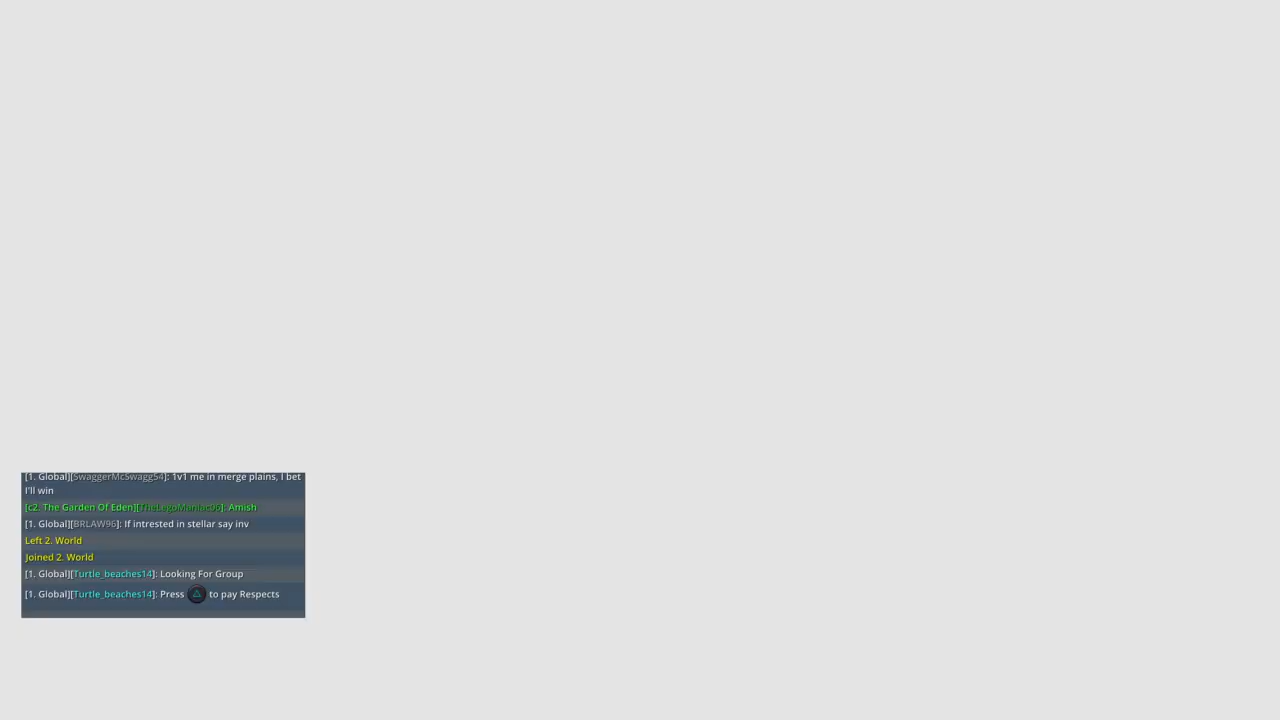 [1. Global][SwaggerMcSwagg54]: 1v1 me in merge plains, I bet
I'll win
[c2. The Garden Of Eden][TheLegoManiac06]: Amish
[1. Global][BRLAW96]: If intrested in stellar say inv
Left 2. World
Joined 2. World
[1. Global][Turtle_beaches14]: Looking For Group
[1. Global][Turtle_beaches14]: Press to pay Respects